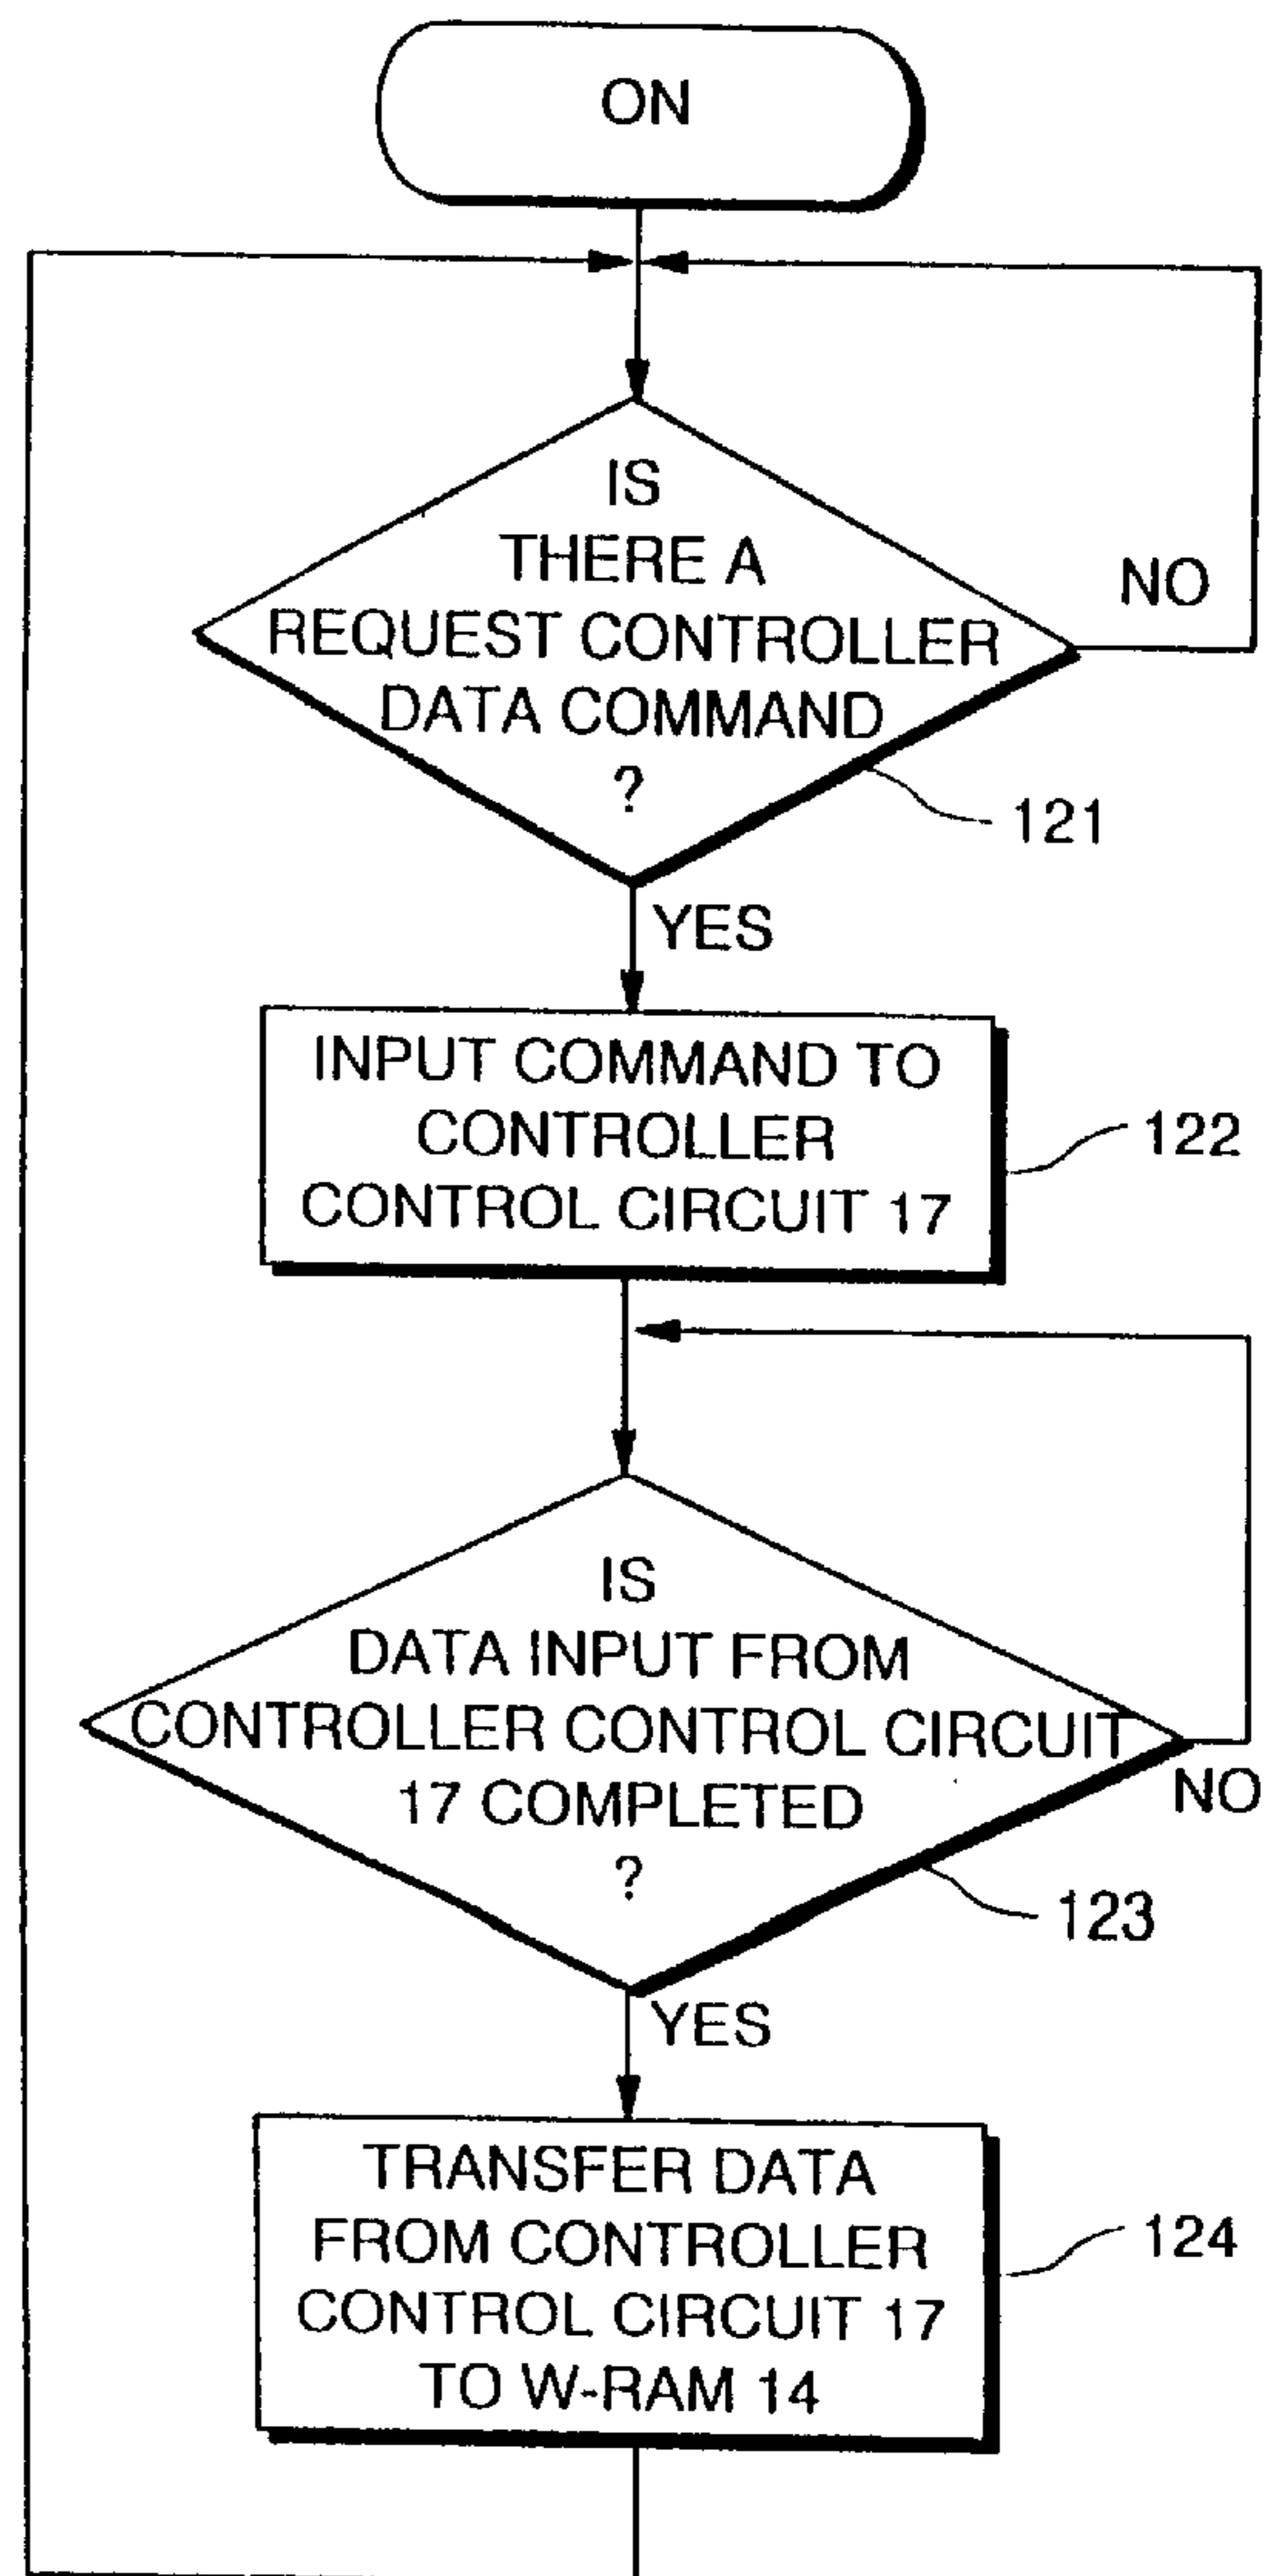 ON
IS
THERE A
REQUEST CONTROLLER
DATA COMMAND
?
NO
121
YES
INPUT COMMAND TO
CONTROLLER
CONTROL CIRCUIT 17
122
IS
DATA INPUT FROM
CONTROLLER CONTROL CIRCUIT
17 COMPLETED
?
NO
123
YES
TRANSFER DATA
FROM CONTROLLER
CONTROL CIRCUIT 17
TO W-RAM 14
124